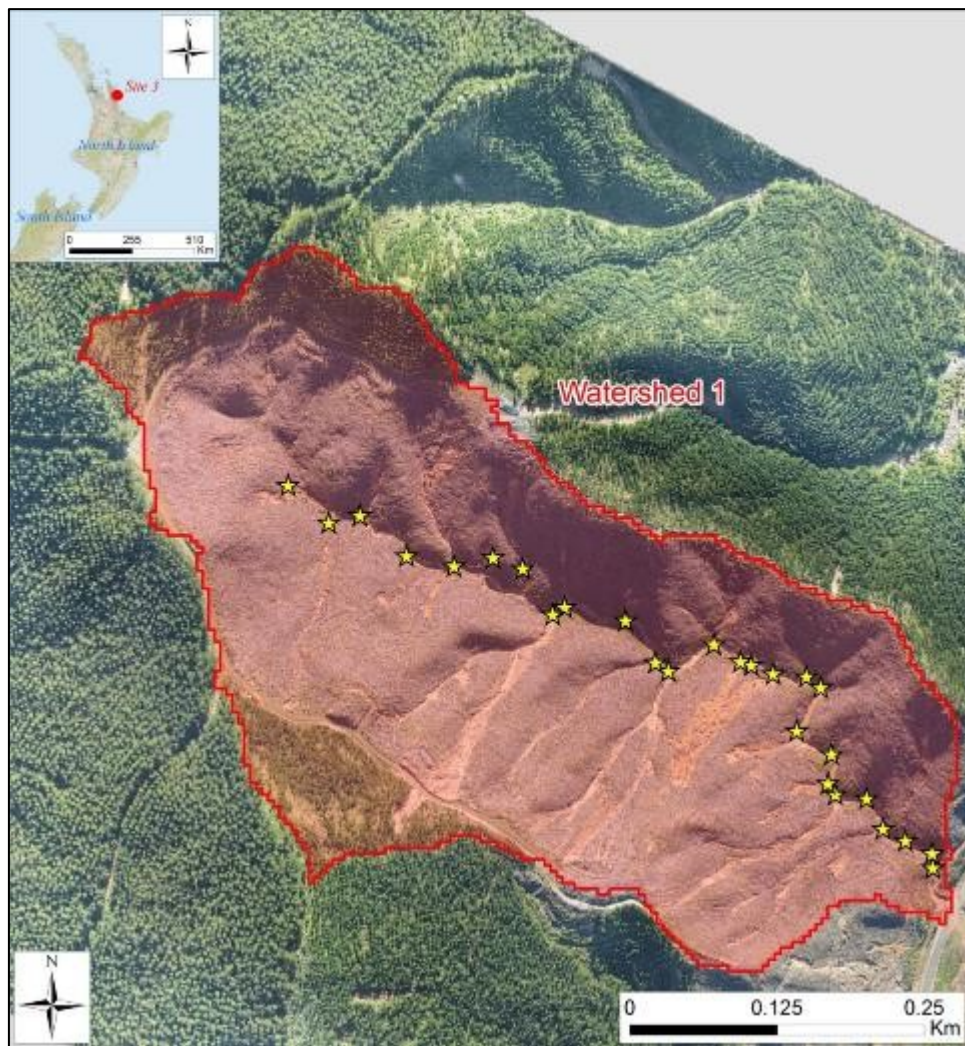 N
Site 3
North Island
South Island
0 255 510
Km
Watershed 1
N
0 0.125 0.25
Km